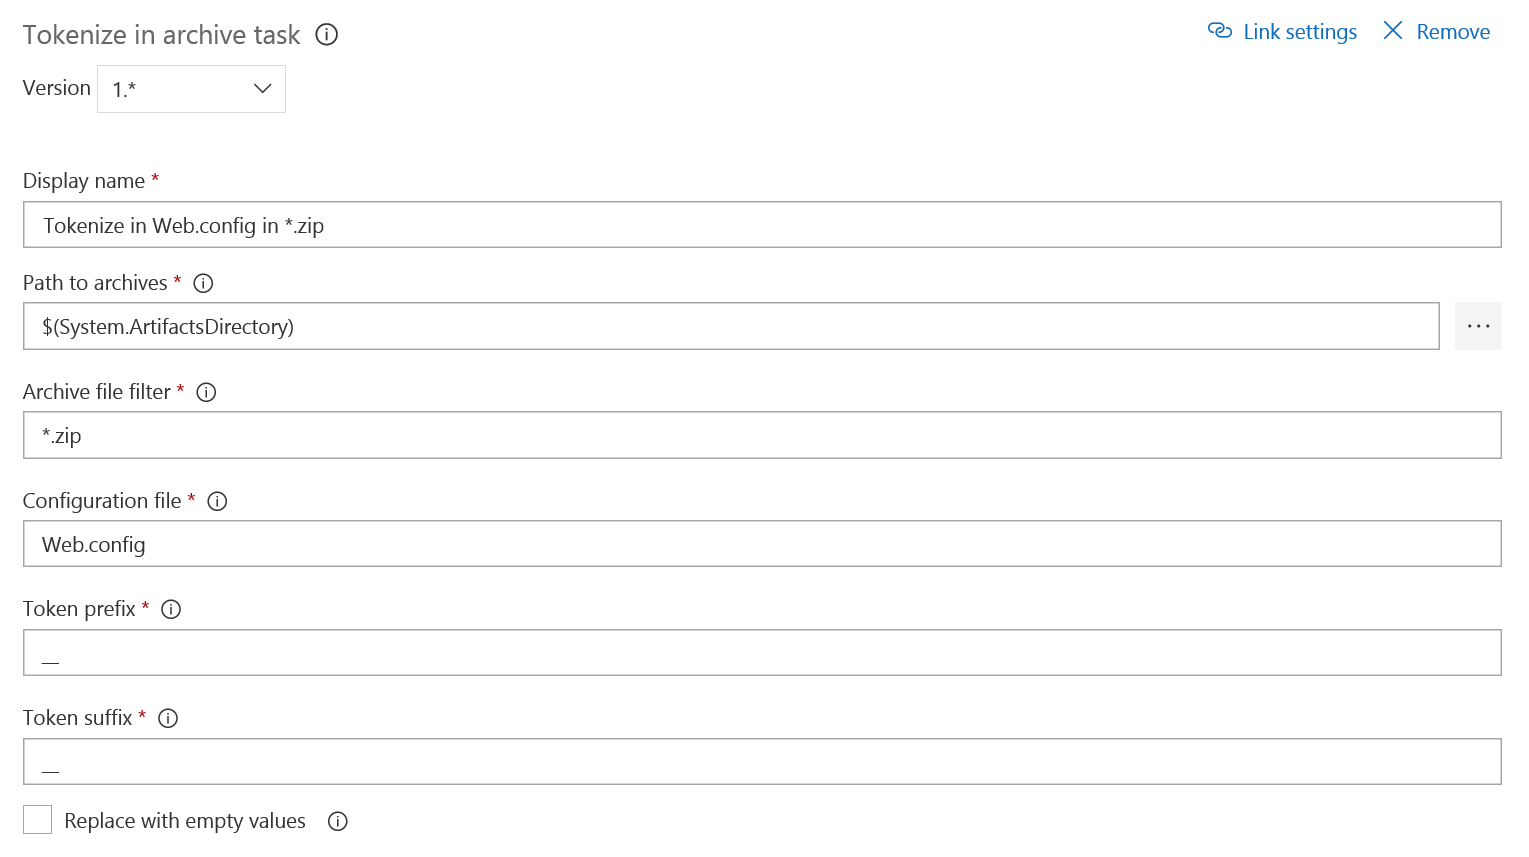 Tokenize in archive task
Link settings
Remove
Version
1.*
Display name *
Tokenize in Web.config in *.zip
Path to archives *
$(System.ArtifactsDirectory)
...
Archive file filter *
*.zip
Configuration file *
Web.config
Token prefix *
__
Token suffix *
__
Replace with empty values